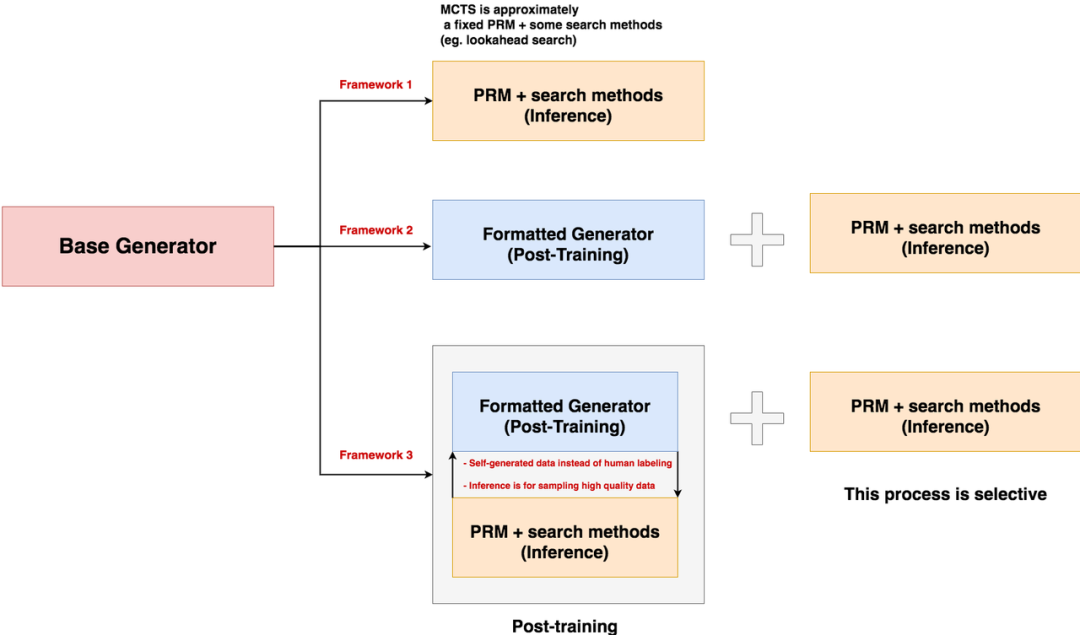 MCTS is approximately
a fixed PRM + some search methods
(eg. lookahead search)
Framework 1
PRM + search methods
(Inference)
Base Generator
Framework 2
Formatted Generator
(Post-Training)
PRM + search methods
(Inference)
Framework 3
Formatted Generator
(Post-Training)
- Self-generated data instead of human labeling
- Inference is for sampling high quality data
PRM + search methods
(Inference)
Post-training
PRM + search methods
(Inference)
This process is selective